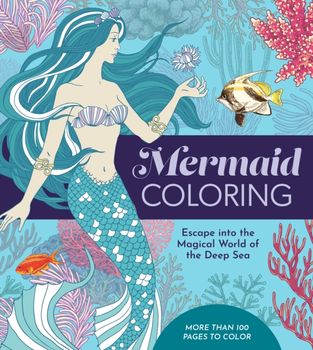 Mermaid
COLORING
Escape into the
Magical World of
the Deep Sea
MORE THAN 100
PAGES TO COLOR